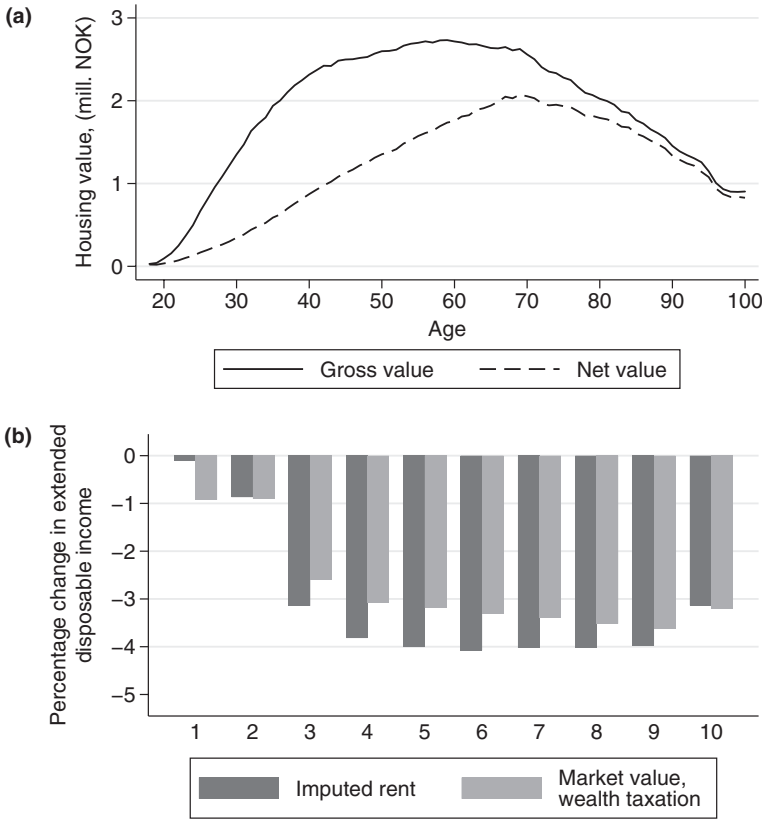 (a)
Housing value, (mill. NOK)
3
2
1
0
20 30 40 50 60 70 80 90 100
Age
Gross value Net value
(b)
Percentage change in extended
disposable income
0
−1
−2
−3
−4
−5
1 2 3 4 5 6 7 8 9 10
Imputed rent Market value,
wealth taxation